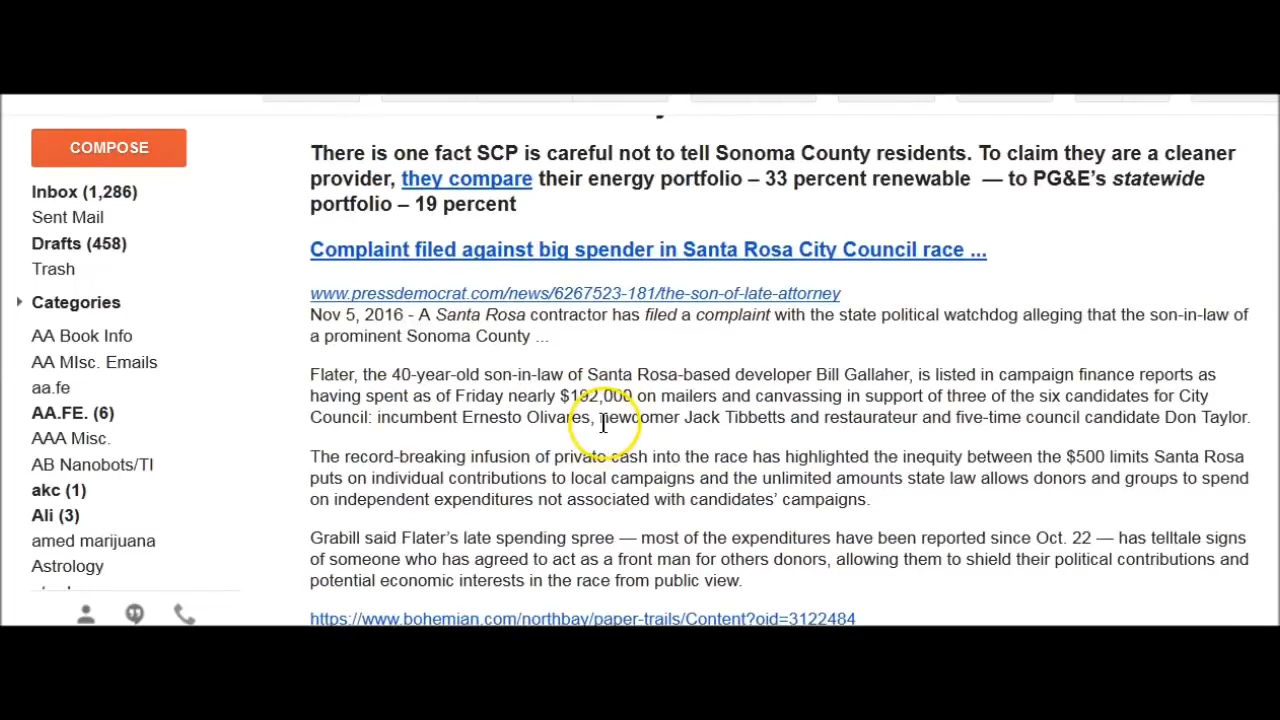 COMPOSE
Inbox (1,286)
Sent Mail
Drafts (458)
Trash
Categories
AA Book Info
AA MIsc. Emails
aa.fe
AA.FE. (6)
AAA Misc.
AB Nanobots/TI
akc (1)
Ali (3)
amed marijuana
Astrology
There is one fact SCP is careful not to tell Sonoma County residents. To claim they are a cleaner
provider, they compare their energy portfolio – 33 percent renewable — to PG&E's statewide
portfolio – 19 percent
Complaint filed against big spender in Santa Rosa City Council race ...
www.pressdemocrat.com/news/6267523-181/the-son-of-late-attorney
Nov 5, 2016 - A Santa Rosa contractor has filed a complaint with the state political watchdog alleging that the son-in-law of
a prominent Sonoma County ...
Flater, the 40-year-old son-in-law of Santa Rosa-based developer Bill Gallaher, is listed in campaign finance reports as
having spent as of Friday nearly $192,000 on mailers and canvassing in support of three of the six candidates for City
Council: incumbent Ernesto Olivares, newcomer Jack Tibbetts and restaurateur and five-time council candidate Don Taylor.
The record-breaking infusion of private cash into the race has highlighted the inequity between the $500 limits Santa Rosa
puts on individual contributions to local campaigns and the unlimited amounts state law allows donors and groups to spend
on independent expenditures not associated with candidates' campaigns.
Grabill said Flater's late spending spree — most of the expenditures have been reported since Oct. 22 — has telltale signs
of someone who has agreed to act as a front man for others donors, allowing them to shield their political contributions and
potential economic interests in the race from public view.
https://www.bohemian.com/northbay/paper-trails/Content?oid=3122484